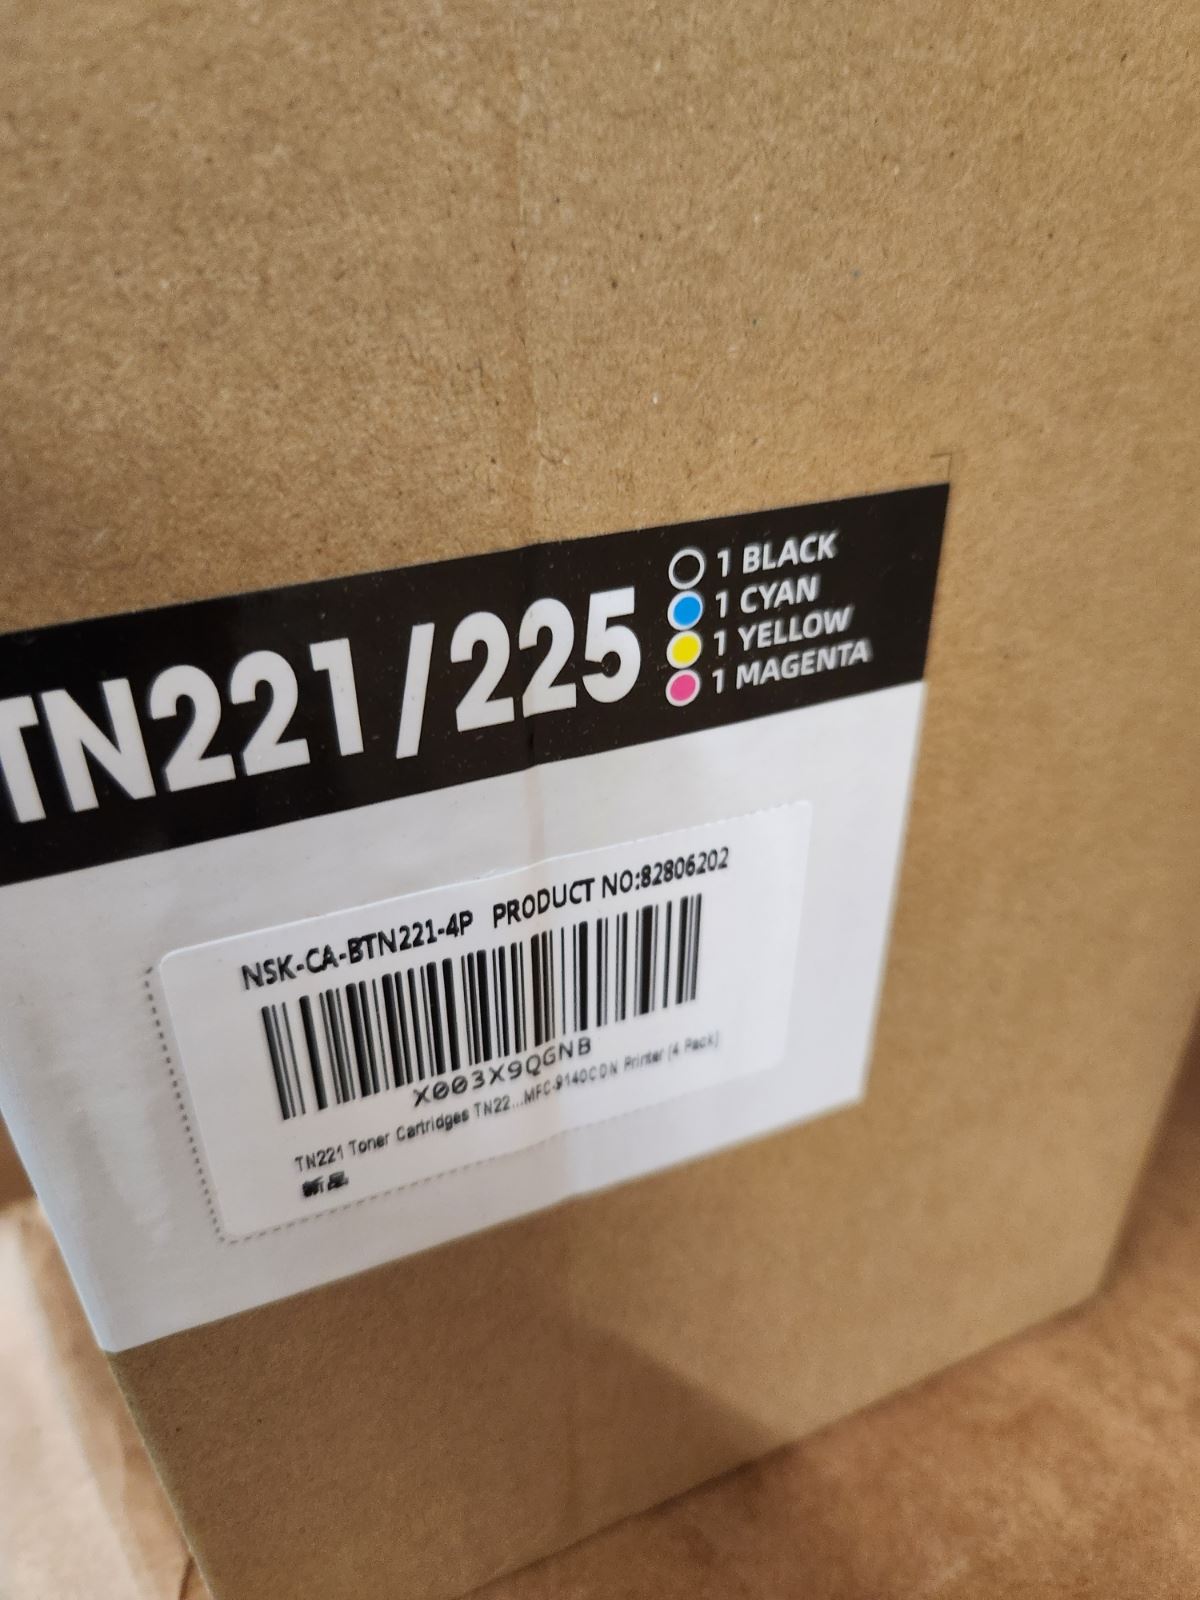 TN221/225
1 BLACK
1 CYAN
1 YELLOW
1 MAGENTA
NSK-CA-BTN221-4P PRODUCT NO:82806202
X003X9QGNB
TN221 Toner Cartridges TN22...MFC-9140CDN Printer (4 Pack)
新品